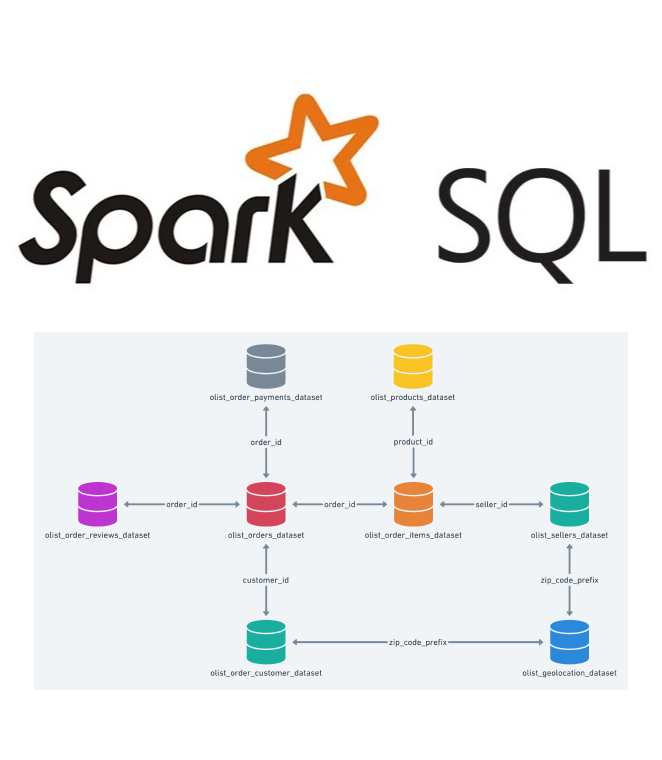 Spark SQL
olist_order_payments_dataset
olist_products_dataset
order_id
product_id
order_id
order_id
seller_id
olist_order_reviews_dataset
olist_orders_dataset
olist_order_items_dataset
olist_sellers_dataset
customer_id
zip_code_prefix
zip_code_prefix
olist_order_customer_dataset
olist_geolocation_dataset